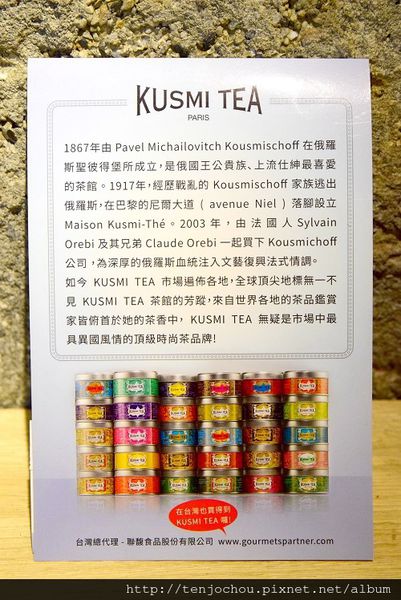 KUSMI TEA
PARIS
1867年由 Pavel Michailovitch Kousmischoff 在俄羅
斯聖彼得堡所成立,是俄國王公貴族、上流仕紳最喜愛
的茶館。1917年,經歷戰亂的 Kousmischoff 家族逃出
俄羅斯,在巴黎的尼爾大道 ( avenue Niel ) 落腳設立
Maison Kusmi-Thé。2003 年,由法國人Sylvain
Orebi 及其兄弟 Claude Orebi 一起買下 Kousmichoff
公司,為深厚的俄羅斯血統注入文藝復興法式情調。
如今 KUSMI TEA 市場遍佈各地,全球頂尖地標無一不
見 KUSMI TEA 茶館的芳蹤,來自世界各地的茶品鑑賞
家皆俯首於她的茶香中, KUSMI TEA 無疑是市場中最
具異國風情的頂級時尚茶品牌!
在台灣也買得到
KUSMI TEA 囉!
台灣總代理 - 聯馥食品股份有限公司 www.gourmetspartner.com
http://tenjochou.pixnet.net/album